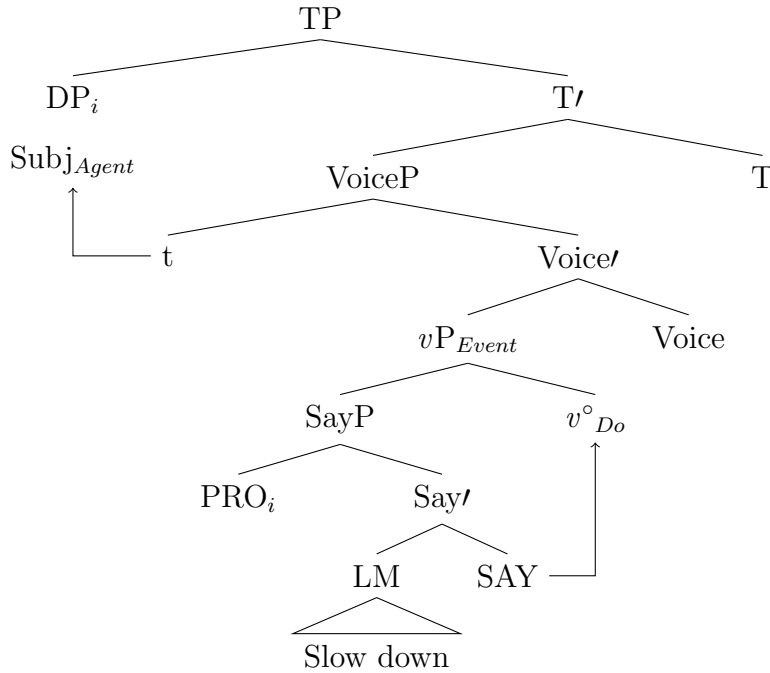 TP
DP_i T′
Subj_Agent
VoiceP T
t Voice′
vP_Event Voice
SayP v°_Do
PRO_i Say′
LM SAY
Slow down